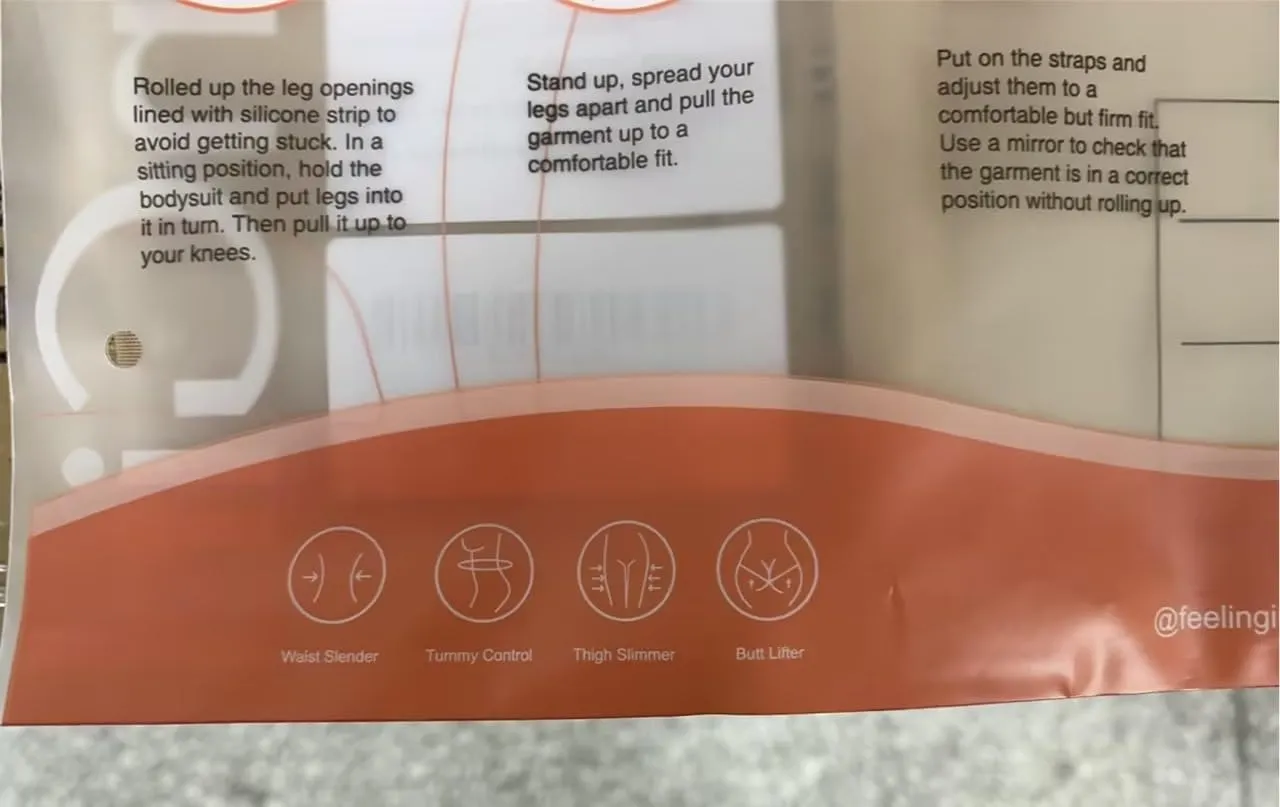 Rolled up the leg openings
lined with silicone strip to
avoid getting stuck. In a
sitting position, hold the
bodysuit and put legs into
it in turn. Then pull it up to
your knees.
Stand up, spread your
legs apart and pull the
garment up to a
comfortable fit.
Put on the straps and
adjust them to a
comfortable but firm fit.
Use a mirror to check that
the garment is in a correct
position without rolling up.
Waist Slender
Tummy Control
Thigh Slimmer
Butt Lifter
@feelingi